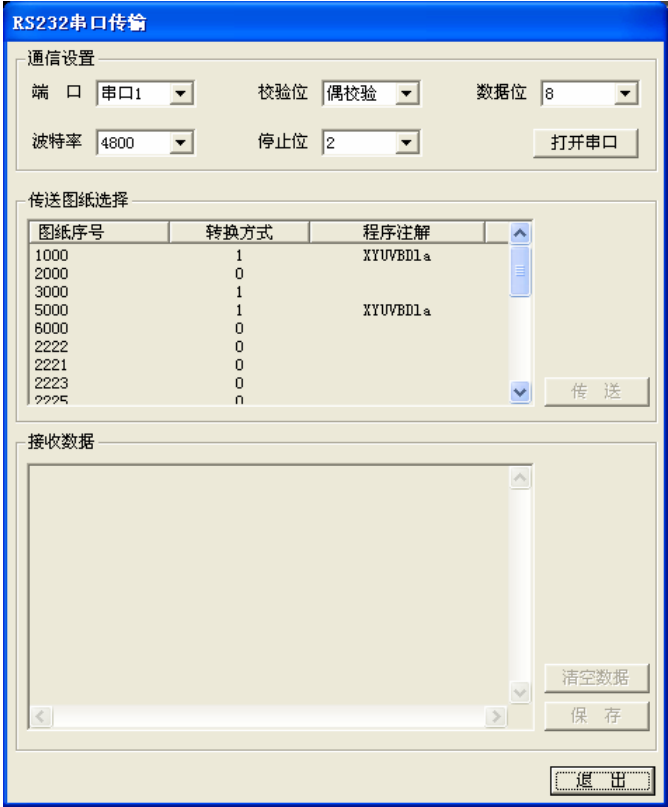 RS232串口传输
通信设置
端 口 串口1 校验位 偶校验 数据位 8
波特率 4800 停止位 2 打开串口
传送图纸选择
图纸序号 转换方式 程序注解
1000 1 XYUVBD1a
2000 0
3000 1
5000 1 XYUVBD1a
6000 0
2222 0
2221 0
2223 0
2225 0
传 送
接收数据
清空数据
保 存
退 出